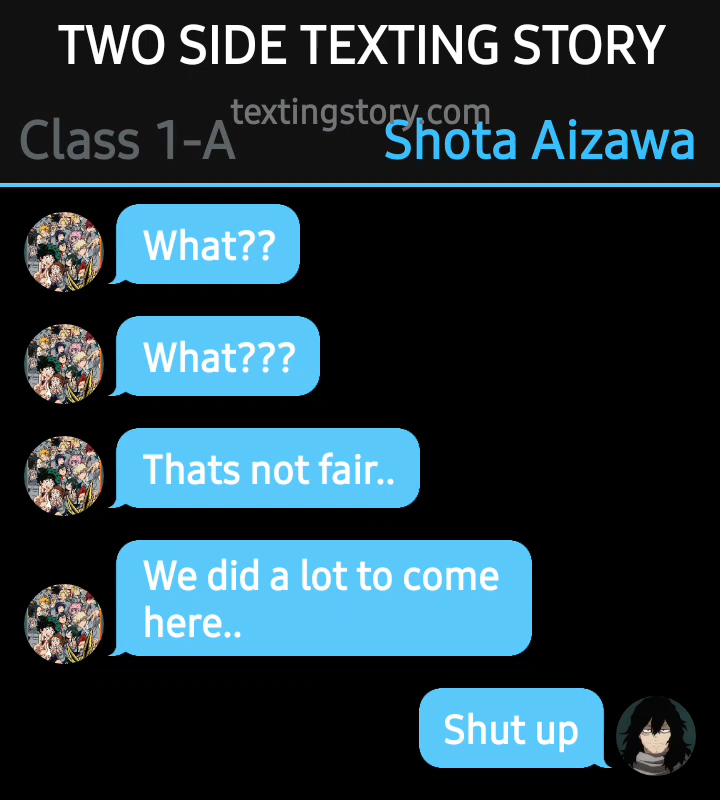 TWO SIDE TEXTING STORY
textingstory.com
Class 1-A
Shota Aizawa
What??
What???
Thats not fair..
We did a lot to come
here..
Shut up